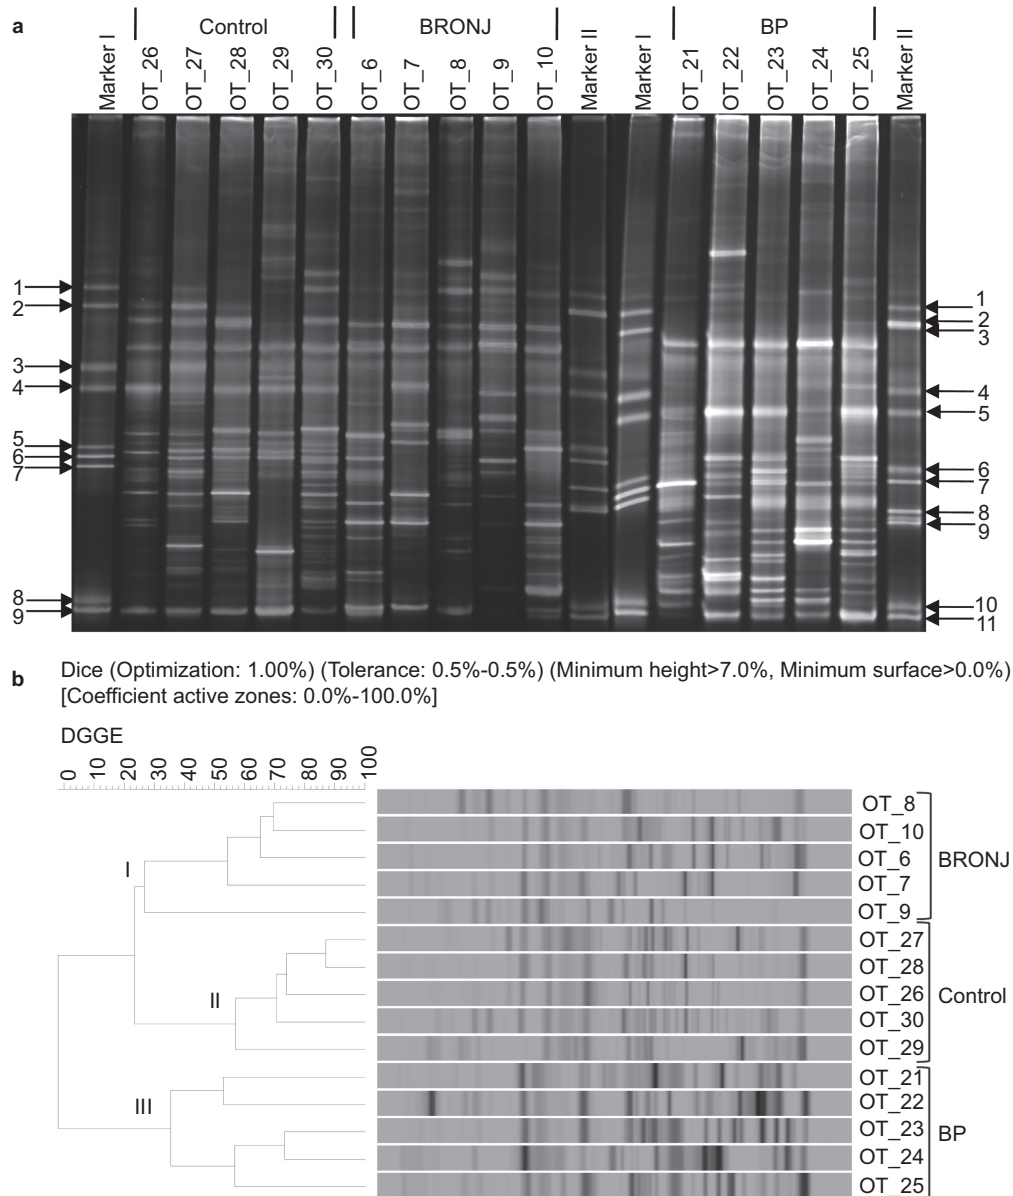 a
Control
BRONJ
BP
Marker I
OT_26
OT_27
OT_28
OT_29
OT_30
OT_6
OT_7
OT_8
OT_9
OT_10
Marker II
Marker I
OT_21
OT_22
OT_23
OT_24
OT_25
Marker II
1
2
3
4
5
6
7
8
9
1
2
3
4
5
6
7
8
9
10
11
b
Dice (Optimization: 1.00%) (Tolerance: 0.5%-0.5%) (Minimum height>7.0%, Minimum surface>0.0%)
[Coefficient active zones: 0.0%-100.0%]
DGGE
0 10 20 30 40 50 60 70 80 90 100
I
II
III
OT_8
OT_10
OT_6
OT_7
OT_9
BRONJ
OT_27
OT_28
OT_26
OT_30
OT_29
Control
OT_21
OT_22
OT_23
OT_24
OT_25
BP